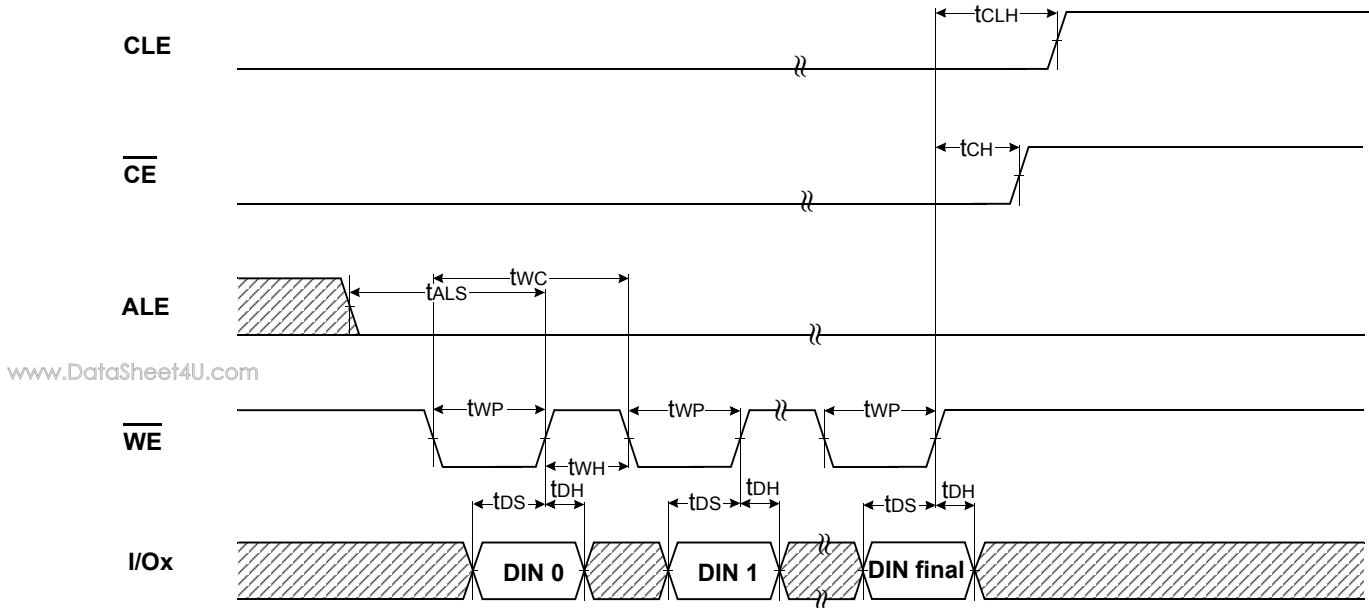 tCLH
CLE
tCH
CE
tWC
tALS
ALE
www.DataSheet4U.com
tWP
tWP
tWP
WE
tWH
tDH
tDH
tDH
tDS
tDS
tDS
I/Ox
DIN 0
DIN 1
DIN final